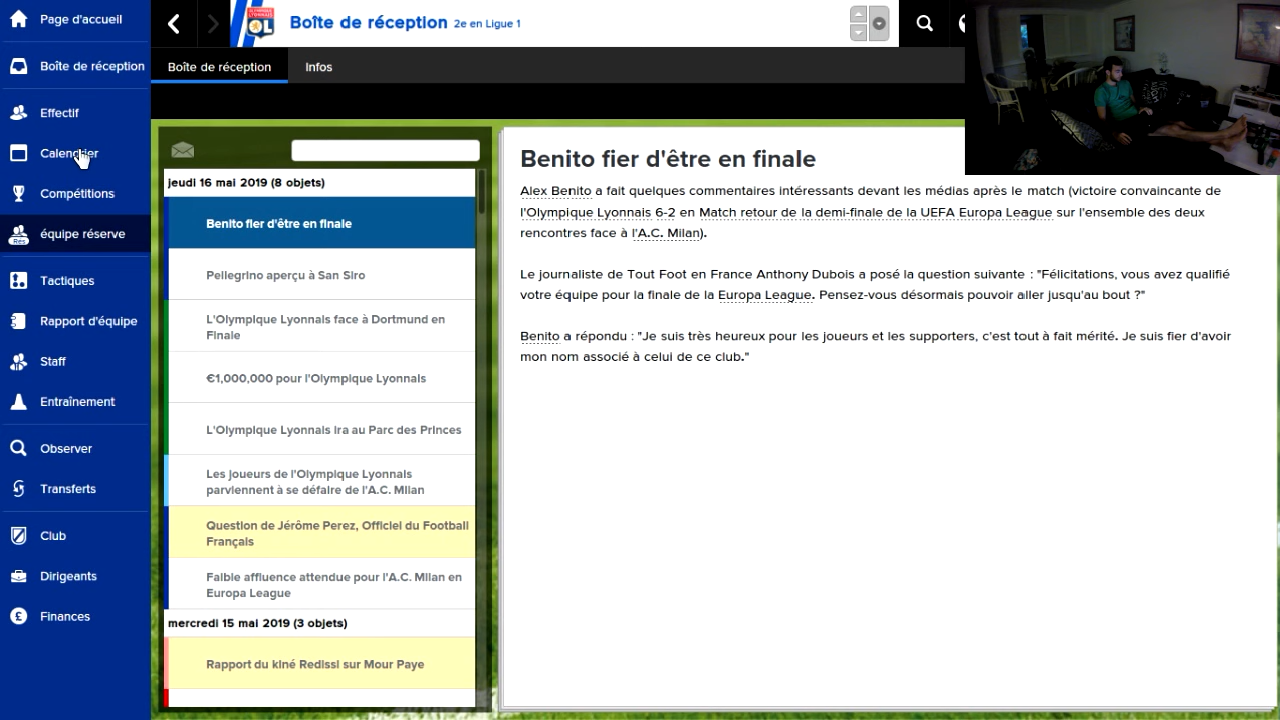 Page d'accueil
Boîte de réception
Effectif
Calendrier
Compétitions
équipe réserve
Res
Tactiques
Rapport d'équipe
Staff
Entraînement
Observer
Transferts
Club
Dirigeants
Finances
OLYMPIQUE LYONNAIS
OL
Boîte de réception 2e en Ligue 1
Boîte de réception Infos
jeudi 16 mai 2019 (8 objets)
Benito fier d'être en finale
Pellegrino aperçu à San Siro
L'Olympique Lyonnais face à Dortmund en
Finale
€1,000,000 pour l'Olympique Lyonnais
L'Olympique Lyonnais ira au Parc des Princes
Les joueurs de l'Olympique Lyonnais
parviennent à se défaire de l'A.C. Milan
Question de Jérôme Perez, Officiel du Football
Français
Faible affluence attendue pour l'A.C. Milan en
Europa League
mercredi 15 mai 2019 (3 objets)
Rapport du kiné Redissi sur Mour Paye
Benito fier d'être en finale
Alex Benito a fait quelques commentaires intéressants devant les médias après le match (victoire convaincante de
l'Olympique Lyonnais 6-2 en Match retour de la demi-finale de la UEFA Europa League sur l'ensemble des deux
rencontres face à l'A.C. Milan).
Le journaliste de Tout Foot en France Anthony Dubois a posé la question suivante : "Félicitations, vous avez qualifié
votre équipe pour la finale de la Europa League. Pensez-vous désormais pouvoir aller jusqu'au bout ?"
Benito a répondu : "Je suis très heureux pour les joueurs et les supporters, c'est tout à fait mérité. Je suis fier d'avoir
mon nom associé à celui de ce club."